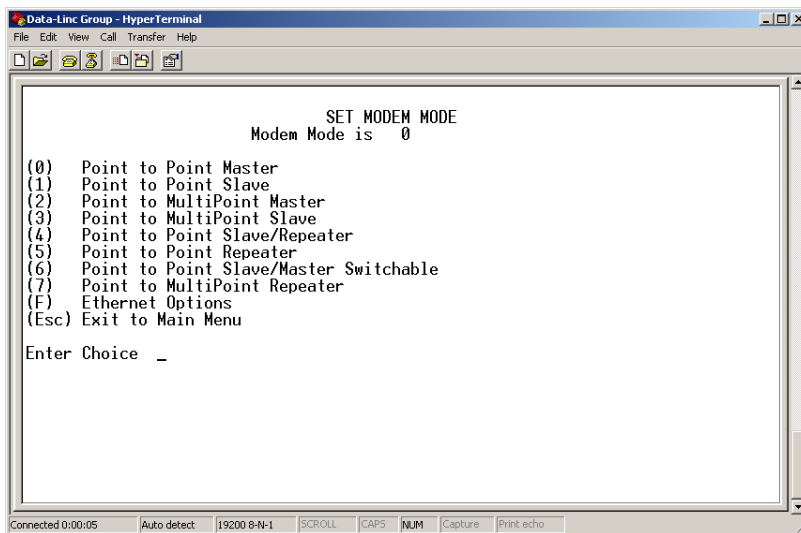 Data-Linc Group - HyperTerminal
File Edit View Call Transfer Help
SET MODEM MODE
Modem Mode is 0
(0) Point to Point Master
(1) Point to Point Slave
(2) Point to MultiPoint Master
(3) Point to MultiPoint Slave
(4) Point to Point Slave/Repeater
(5) Point to Point Repeater
(6) Point to Point Slave/Master Switchable
(7) Point to MultiPoint Repeater
(F) Ethernet Options
(Esc) Exit to Main Menu
Enter Choice _
Connected 0:00:05 Auto detect 19200 8-N-1 SCROLL CAPS NUM Capture Print echo